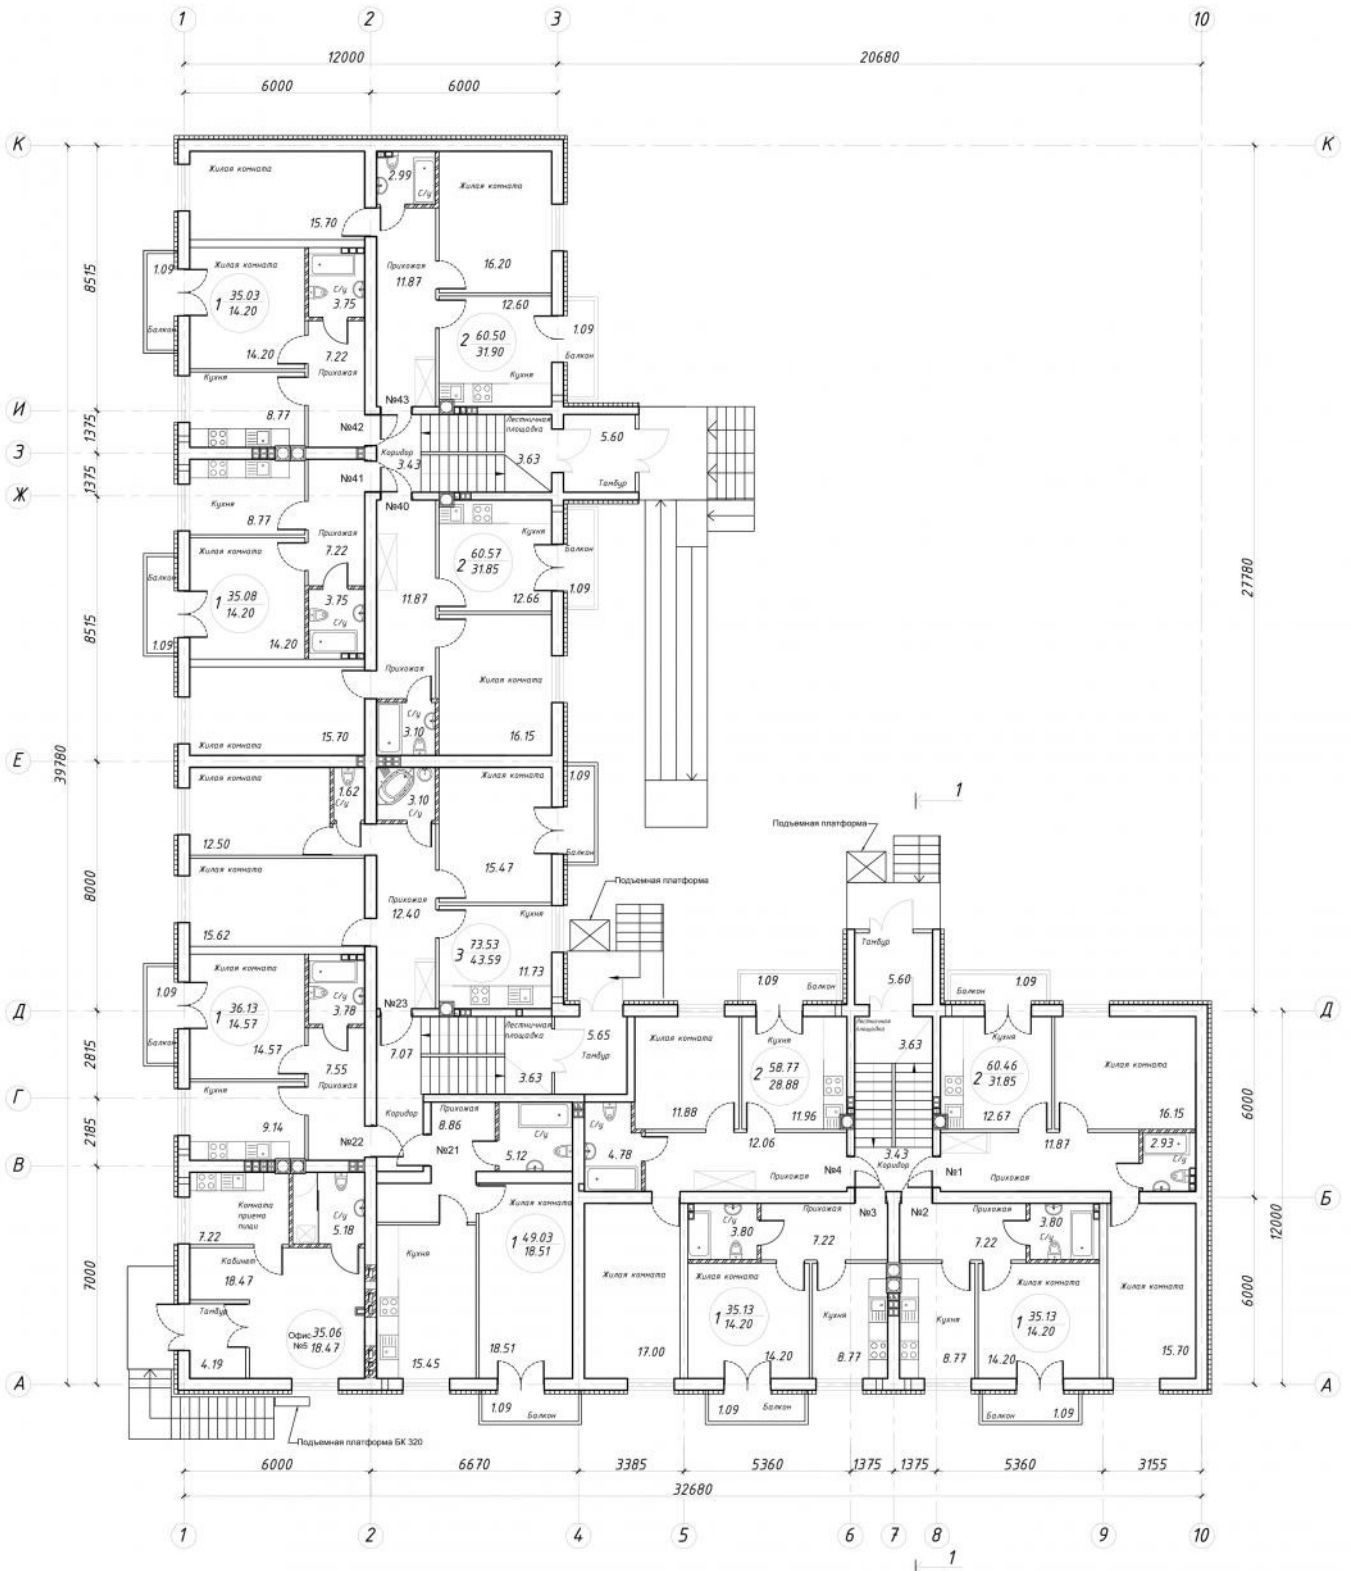 1
2
3
10
12000
20680
6000
6000
К
К
Жилая комната
2.99
С/у
Жилая комната
15.70
Прихожая
11.87
16.20
8515
1.09
Жилая комната
С/у
3.75
1 35.03
14.20
Балкон
12.60
1.09
2 60.50
31.90
Балкон
14.20
7.22
Кухня
Прихожая
Кухня
8.77
№43
№42
И
1375
Лестничная
площадка
5.60
З
Коридор
3.43
3.63
Тамбур
1375
№41
Ж
№40
Кухня
8.77
Кухня
Прихожая
7.22
Жилая комната
2 60.57
31.85
Балкон
Балкон
1.09
12.66
1 35.08
14.20
3.75
С/у
11.87
27780
8515
14.20
1.09
Прихожая
Жилая комната
С/у
3.10
15.70
16.15
Жилая комната
39780
Е
Жилая комната
1.62
С/у
3.10
С/у
Жилая комната
1.09
1
Подъемная платформа
12.50
15.47
Балкон
Жилая комната
Подъемная платформа
8000
Прихожая
12.40
Кухня
15.62
3 73.53
43.59
11.73
Тамбур
Жилая комната
1.09
С/у
3.78
5.60
1.09
Балкон
1.09
Балкон
№23
Д
Д
1 36.13
14.57
Балкон
14.57
7.55
Прихожая
2815
7.07
Лестничная
площадка
3.63
5.65
Тамбур
Жилая комната
Кухня
2 58.77
28.88
11.88
11.96
Лестничная
площадка
3.63
Кухня
2 60.46
31.85
12.67
Жилая комната
16.15
6000
Г
Кухня
9.14
Коридор
Прихожая
8.86
С/у
№22
№21
5.12
С/у
4.78
12.06
Прихожая
№4
3.43
Коридор
№1
11.87
Прихожая
2.93
С/у
2185
В
Б
Комната
приема
пищи
7.22
С/у
5.18
Кабинет
18.47
Кухня
Жилая комната
1 49.03
18.51
С/у
3.80
Прихожая
7.22
№3
№2
Прихожая
7.22
3.80
С/у
12000
7000
6000
Тамбур
4.19
Офис
№5
35.06
18.47
15.45
18.51
Жилая комната
17.00
Жилая комната
1 35.13
14.20
14.20
Кухня
8.77
Кухня
8.77
Жилая комната
1 35.13
14.20
14.20
Жилая комната
15.70
А
А
1.09
Балкон
1.09
Балкон
Балкон
1.09
Подъемная платформа БК 320
6000
6670
3385
5360
1375
1375
5360
3155
32680
1
2
4
5
6
7
8
9
10
1